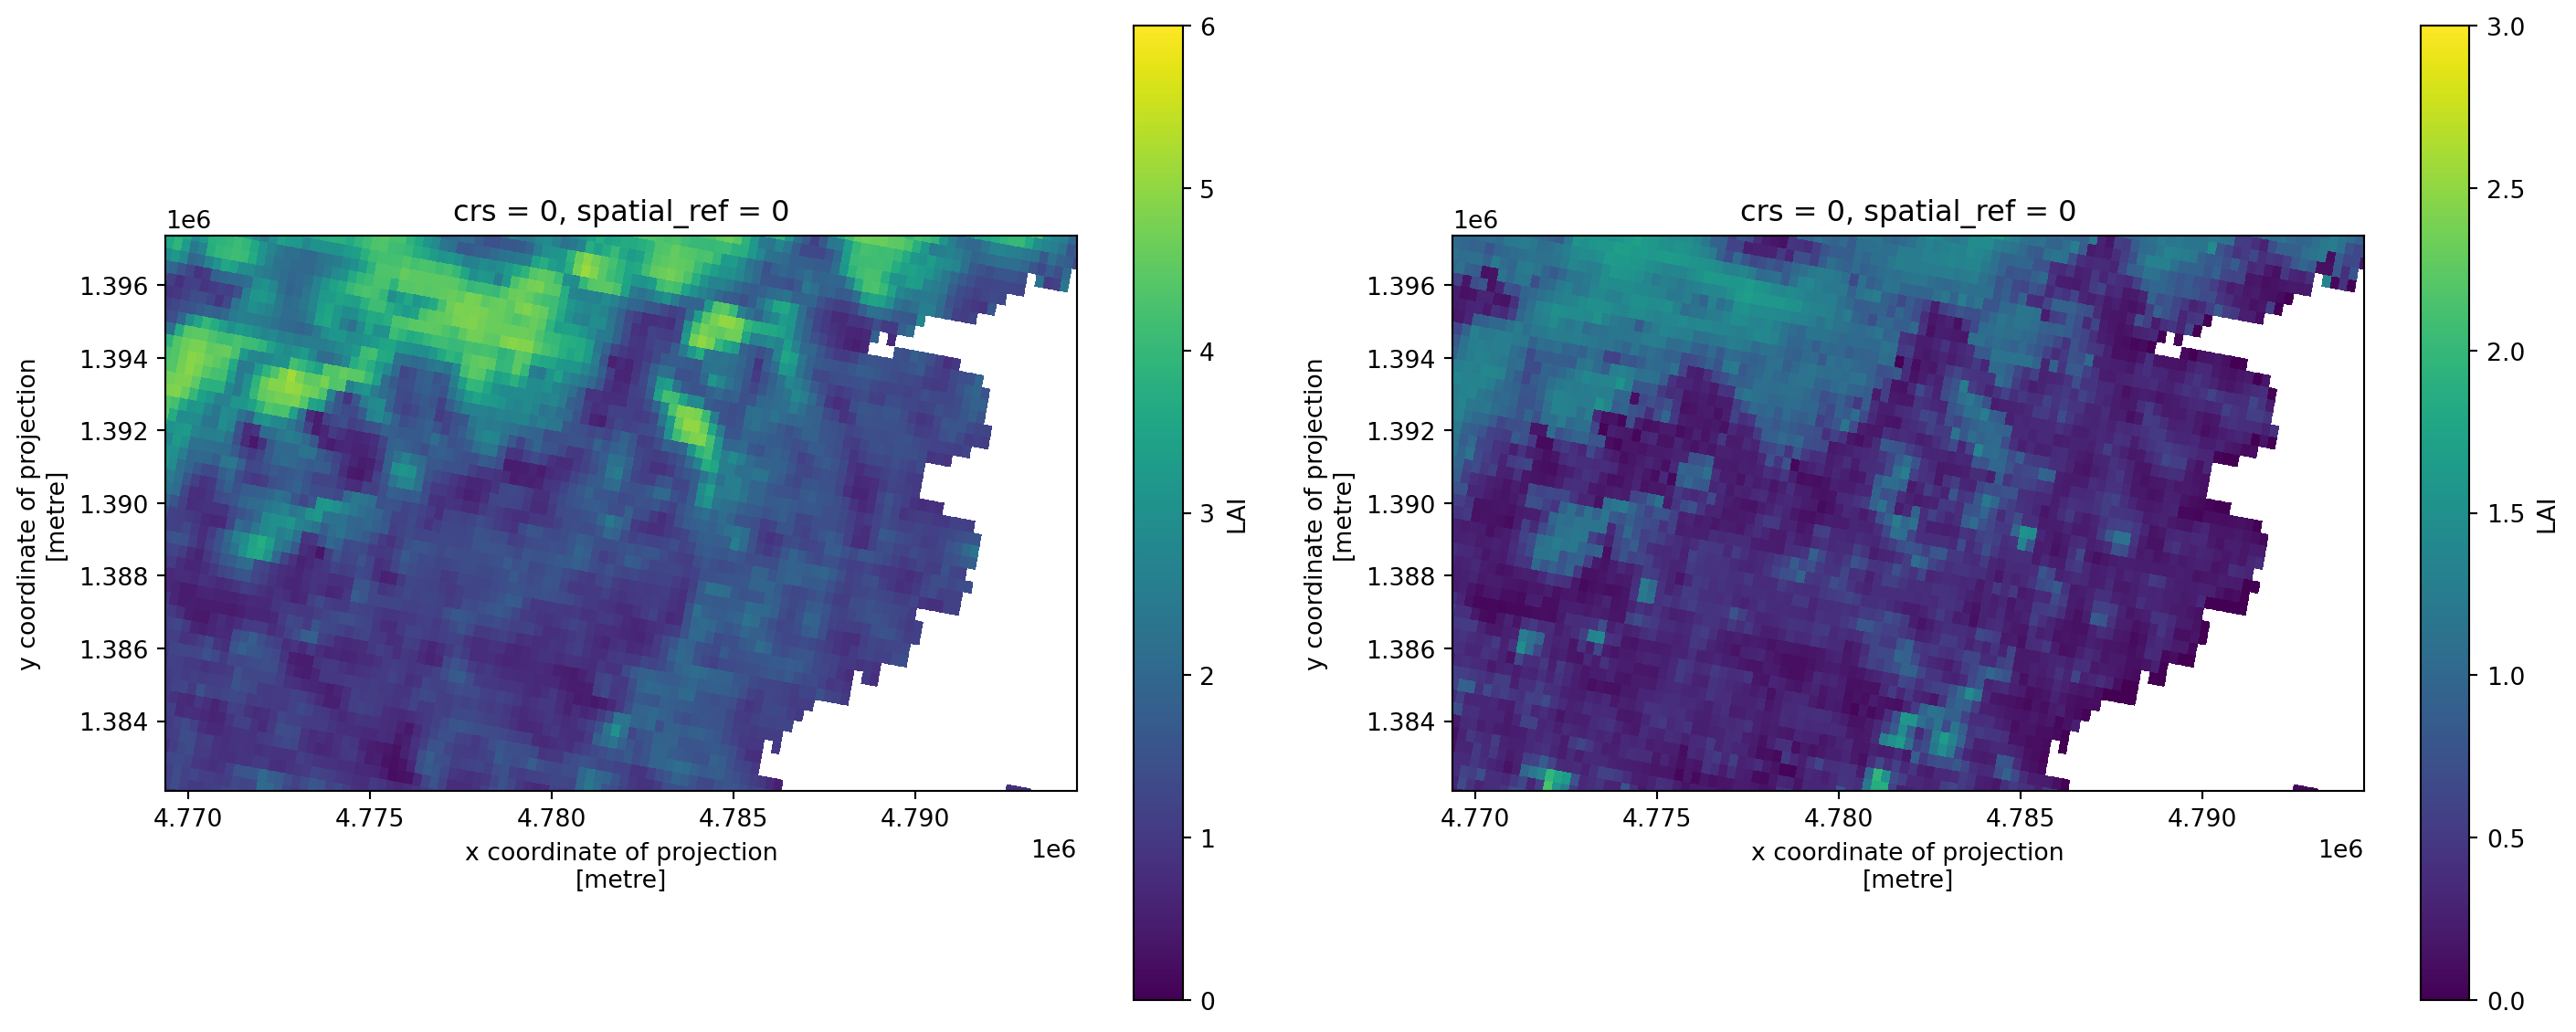 crs = 0, spatial_ref = 0
1e6
1.396
1.394
1.392
1.390
1.388
1.386
1.384
y coordinate of projection
[metre]
4.770 4.775 4.780 4.785 4.790
1e6
x coordinate of projection
[metre]
6
5
4
3
2
1
0
LAI
crs = 0, spatial_ref = 0
1e6
1.396
1.394
1.392
1.390
1.388
1.386
1.384
y coordinate of projection
[metre]
4.770 4.775 4.780 4.785 4.790
1e6
x coordinate of projection
[metre]
3.0
2.5
2.0
1.5
1.0
0.5
0.0
LAI